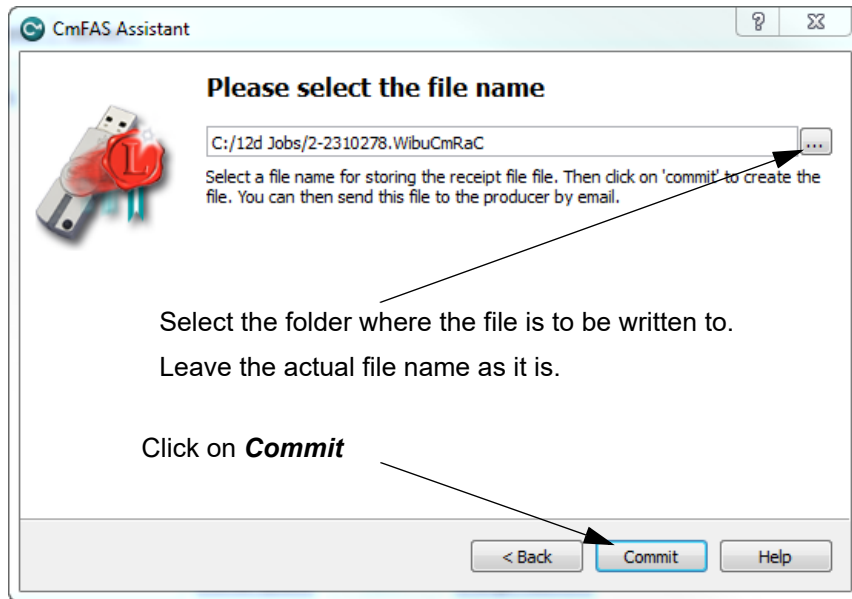 CmFAS Assistant
Please select the file name
C:/12d Jobs/2-2310278.WibuCmRaC
...
Select a file name for storing the receipt file file. Then click on 'commit' to create the
file. You can then send this file to the producer by email.
L
Select the folder where the file is to be written to.
Leave the actual file name as it is.
Click on Commit
< Back
Commit
Help